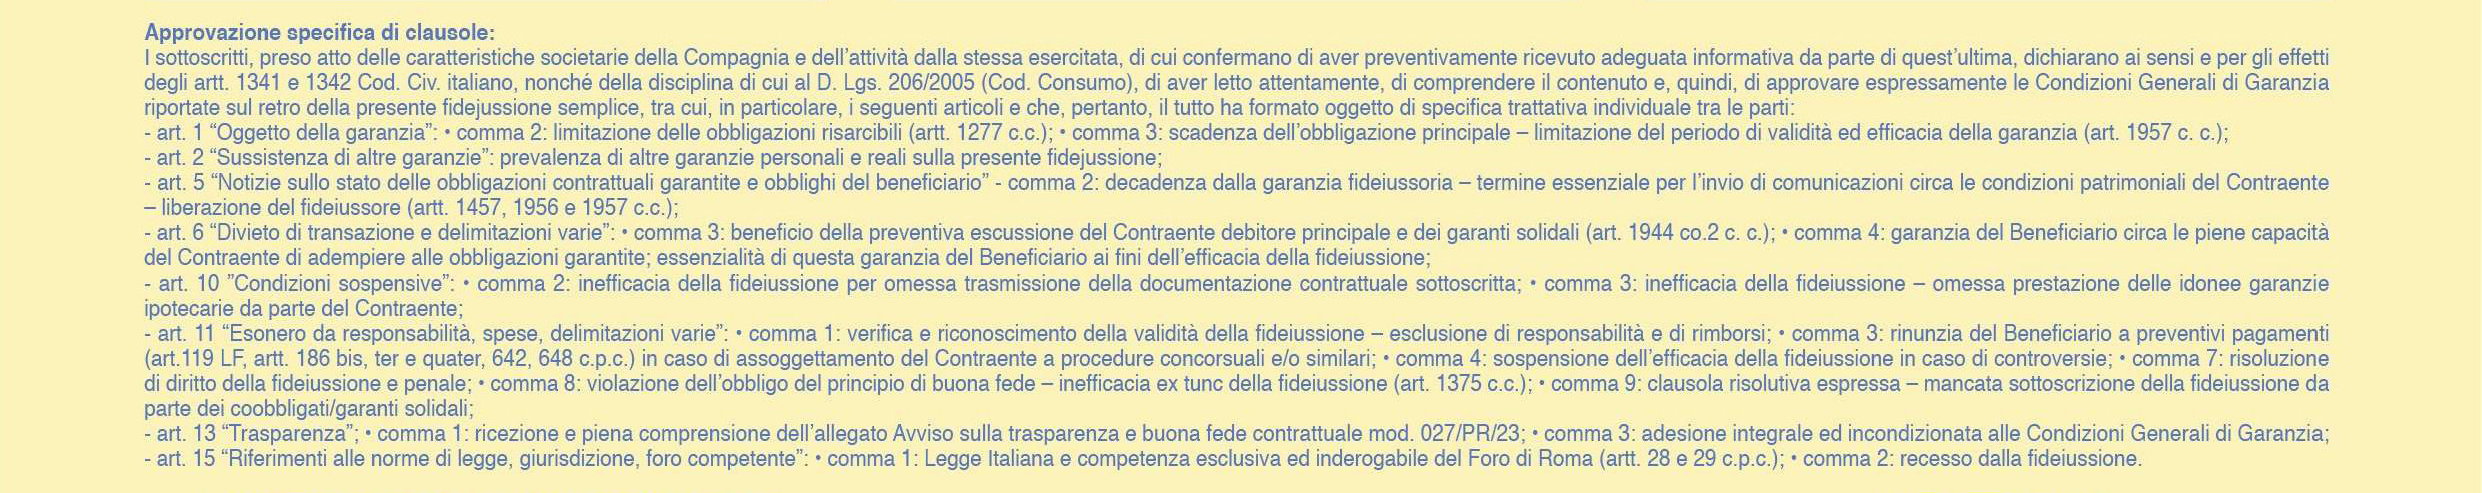 Approvazione specifica di clausole:
I sottoscritti, preso atto delle caratteristiche societarie della Compagnia e dell'attività dalla stessa esercitata, di cui confermano di aver preventivamente ricevuto adeguata informativa da parte di quest'ultima, dichiarano ai sensi e per gli effetti
degli artt. 1341 e 1342 Cod. Civ. italiano, nonché della disciplina di cui al D. Lgs. 206/2005 (Cod. Consumo), di aver letto attentamente, di comprendere il contenuto e, quindi, di approvare espressamente le Condizioni Generali di Garanzia
riportate sul retro della presente fidejussione semplice, tra cui, in particolare, i seguenti articoli e che, pertanto, il tutto ha formato oggetto di specifica trattativa individuale tra le parti:
- art. 1 “Oggetto della garanzia”: • comma 2: limitazione delle obbligazioni risarcibili (artt. 1277 c.c.); • comma 3: scadenza dell'obbligazione principale – limitazione del periodo di validità ed efficacia della garanzia (art. 1957 c. c.);
- art. 2 “Sussistenza di altre garanzie”: prevalenza di altre garanzie personali e reali sulla presente fidejussione;
- art. 5 “Notizie sullo stato delle obbligazioni contrattuali garantite e obblighi del beneficiario” - comma 2: decadenza dalla garanzia fideiussoria – termine essenziale per l'invio di comunicazioni circa le condizioni patrimoniali del Contraente
– liberazione del fideiussore (artt. 1457, 1956 e 1957 c.c.);
- art. 6 “Divieto di transazione e delimitazioni varie”: • comma 3: beneficio della preventiva escussione del Contraente debitore principale e dei garanti solidali (art. 1944 co.2 c. c.); • comma 4: garanzia del Beneficiario circa le piene capacità
del Contraente di adempiere alle obbligazioni garantite; essenzialità di questa garanzia del Beneficiario ai fini dell'efficacia della fideiussione;
- art. 10 ”Condizioni sospensive”: • comma 2: inefficacia della fideiussione per omessa trasmissione della documentazione contrattuale sottoscritta; • comma 3: inefficacia della fideiussione – omessa prestazione delle idonee garanzie
ipotecarie da parte del Contraente;
- art. 11 “Esonero da responsabilità, spese, delimitazioni varie”: • comma 1: verifica e riconoscimento della validità della fideiussione – esclusione di responsabilità e di rimborsi; • comma 3: rinunzia del Beneficiario a preventivi pagamenti
(art.119 LF, artt. 186 bis, ter e quater, 642, 648 c.p.c.) in caso di assoggettamento del Contraente a procedure concorsuali e/o similari; • comma 4: sospensione dell'efficacia della fideiussione in caso di controversie; • comma 7: risoluzione
di diritto della fideiussione e penale; • comma 8: violazione dell'obbligo del principio di buona fede – inefficacia ex tunc della fideiussione (art. 1375 c.c.); • comma 9: clausola risolutiva espressa – mancata sottoscrizione della fideiussione da
parte dei coobbligati/garanti solidali;
- art. 13 “Trasparenza”; • comma 1: ricezione e piena comprensione dell'allegato Avviso sulla trasparenza e buona fede contrattuale mod. 027/PR/23; • comma 3: adesione integrale ed incondizionata alle Condizioni Generali di Garanzia;
- art. 15 “Riferimenti alle norme di legge, giurisdizione, foro competente”: • comma 1: Legge Italiana e competenza esclusiva ed inderogabile del Foro di Roma (artt. 28 e 29 c.p.c.); • comma 2: recesso dalla fideiussione.